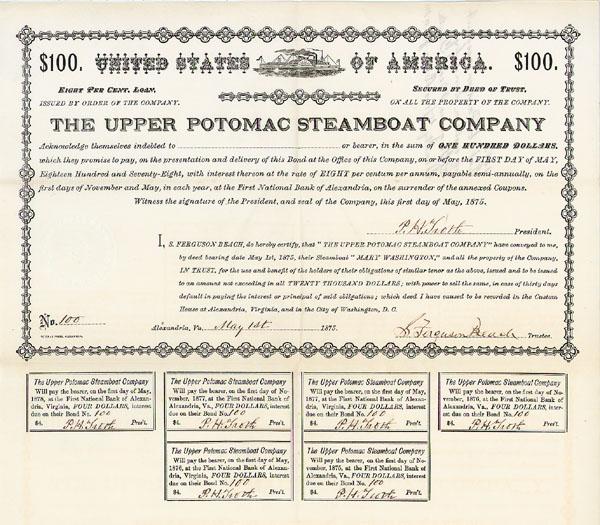 $100. UNITED STATES OF AMERICA. $100.
EIGHT PER CENT. LOAN, SECURED BY DEED OF TRUST,
ISSUED BY ORDER OF THE COMPANY. ON ALL THE PROPERTY OF THE COMPANY.
THE UPPER POTOMAC STEAMBOAT COMPANY
Acknowledge themselves indebted to or bearer, in the sum of ONE HUNDRED DOLLARS,
which they promise to pay, on the presentation and delivery of this Bond at the Office of this Company, on or before the FIRST DAY of MAY,
Eighteen Hundred and Seventy-Eight, with interest thereon at the rate of EIGHT per centum per annum, payable semi-annually, on the
first days of November and May, in each year, at the First National Bank of Alexandria, on the surrender of the annexed Coupons.
Witness the signature of the President, and seal of the Company, this first day of May, 1875.
President.
I, S. FERGUSON BEACH, do hereby certify, that "THE UPPER POTOMAC STEAMBOAT COMPANY" have conveyed to me,
by deed bearing date May 1st, 1875, their Steamboat "MARY WASHINGTON," and all the property of the Company,
IN TRUST, for the use and benefit of the holders of their obligations of similar tenor as the above, issued and to be issued
to an amount not exceeding in all TWENTY THOUSAND DOLLARS; with power to sell the same, in case of thirty days
default in paying the interest or principal of said obligations; which deed I have caused to be recorded in the Custom
House at Alexandria, Virginia, and in the City of Washington, D. C.
No. 100
Alexandria, Va. May 1st 1875. S. Ferguson Beach Trustee.
The Upper Potomac Steamboat Company
Will pay the bearer, on the first day of May,
1878, at the First National Bank of Alexan-
dria, Virginia, FOUR DOLLARS, interest
due on their Bond No. 100
$4. Pres't.
The Upper Potomac Steamboat Company
Will pay the bearer, on the first day of No-
vember, 1877, at the First National Bank of
Alexandria, Va., FOUR DOLLARS, interest
due on their Bond No. 100
$4. Pres't.
The Upper Potomac Steamboat Company
Will pay the bearer, on the first day of May,
1877, at the First National Bank of Alexan-
dria, Virginia, FOUR DOLLARS, interest
due on their Bond No. 100
$4. Pres't.
The Upper Potomac Steamboat Company
Will pay the bearer, on the first day of No-
vember, 1876, at the First National Bank of
Alexandria, Va., FOUR DOLLARS, inter-
est due on their Bond No. 100
$4. Pres't.
The Upper Potomac Steamboat Company
Will pay the bearer, on the first day of May,
1876, at the First National Bank of Alexan-
dria, Virginia, FOUR DOLLARS, interest
due on their Bond No. 100
$4. Pres't.
The Upper Potomac Steamboat Company
Will pay the bearer, on the first day of No-
vember, 1875, at the First National Bank of
Alexandria, Va., FOUR DOLLARS, interest
due on their Bond No. 100
$4. Pres't.